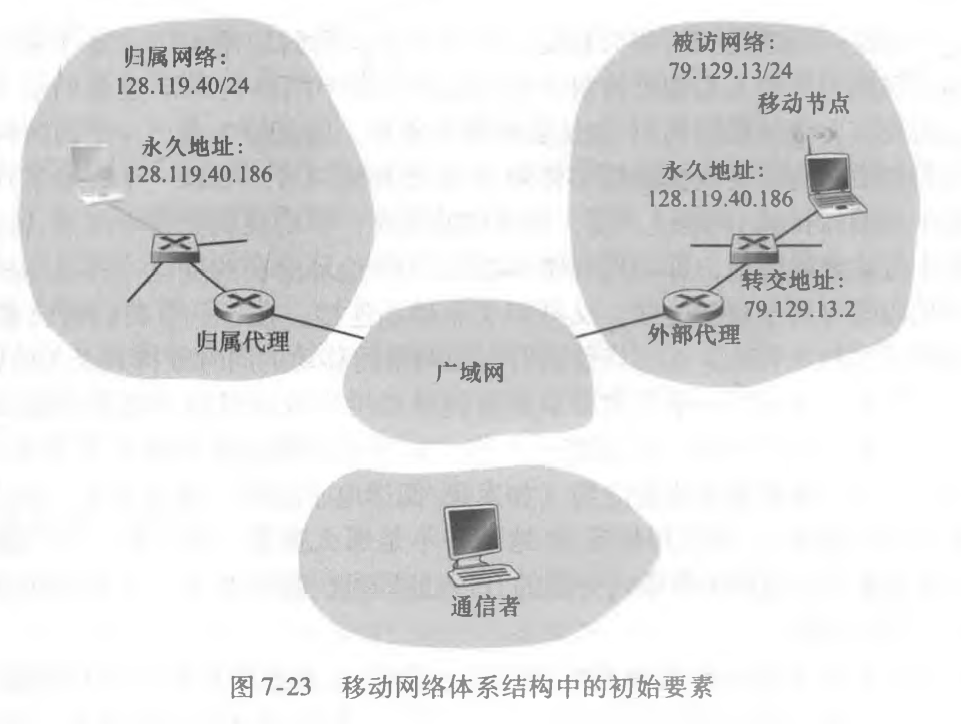 归属网络：
128.119.40/24
永久地址：
128.119.40.186
归属代理
被访网络：
79.129.13/24
移动节点
永久地址：
128.119.40.186
转交地址：
79.129.13.2
外部代理
广域网
通信者
图 7-23 移动网络体系结构中的初始要素